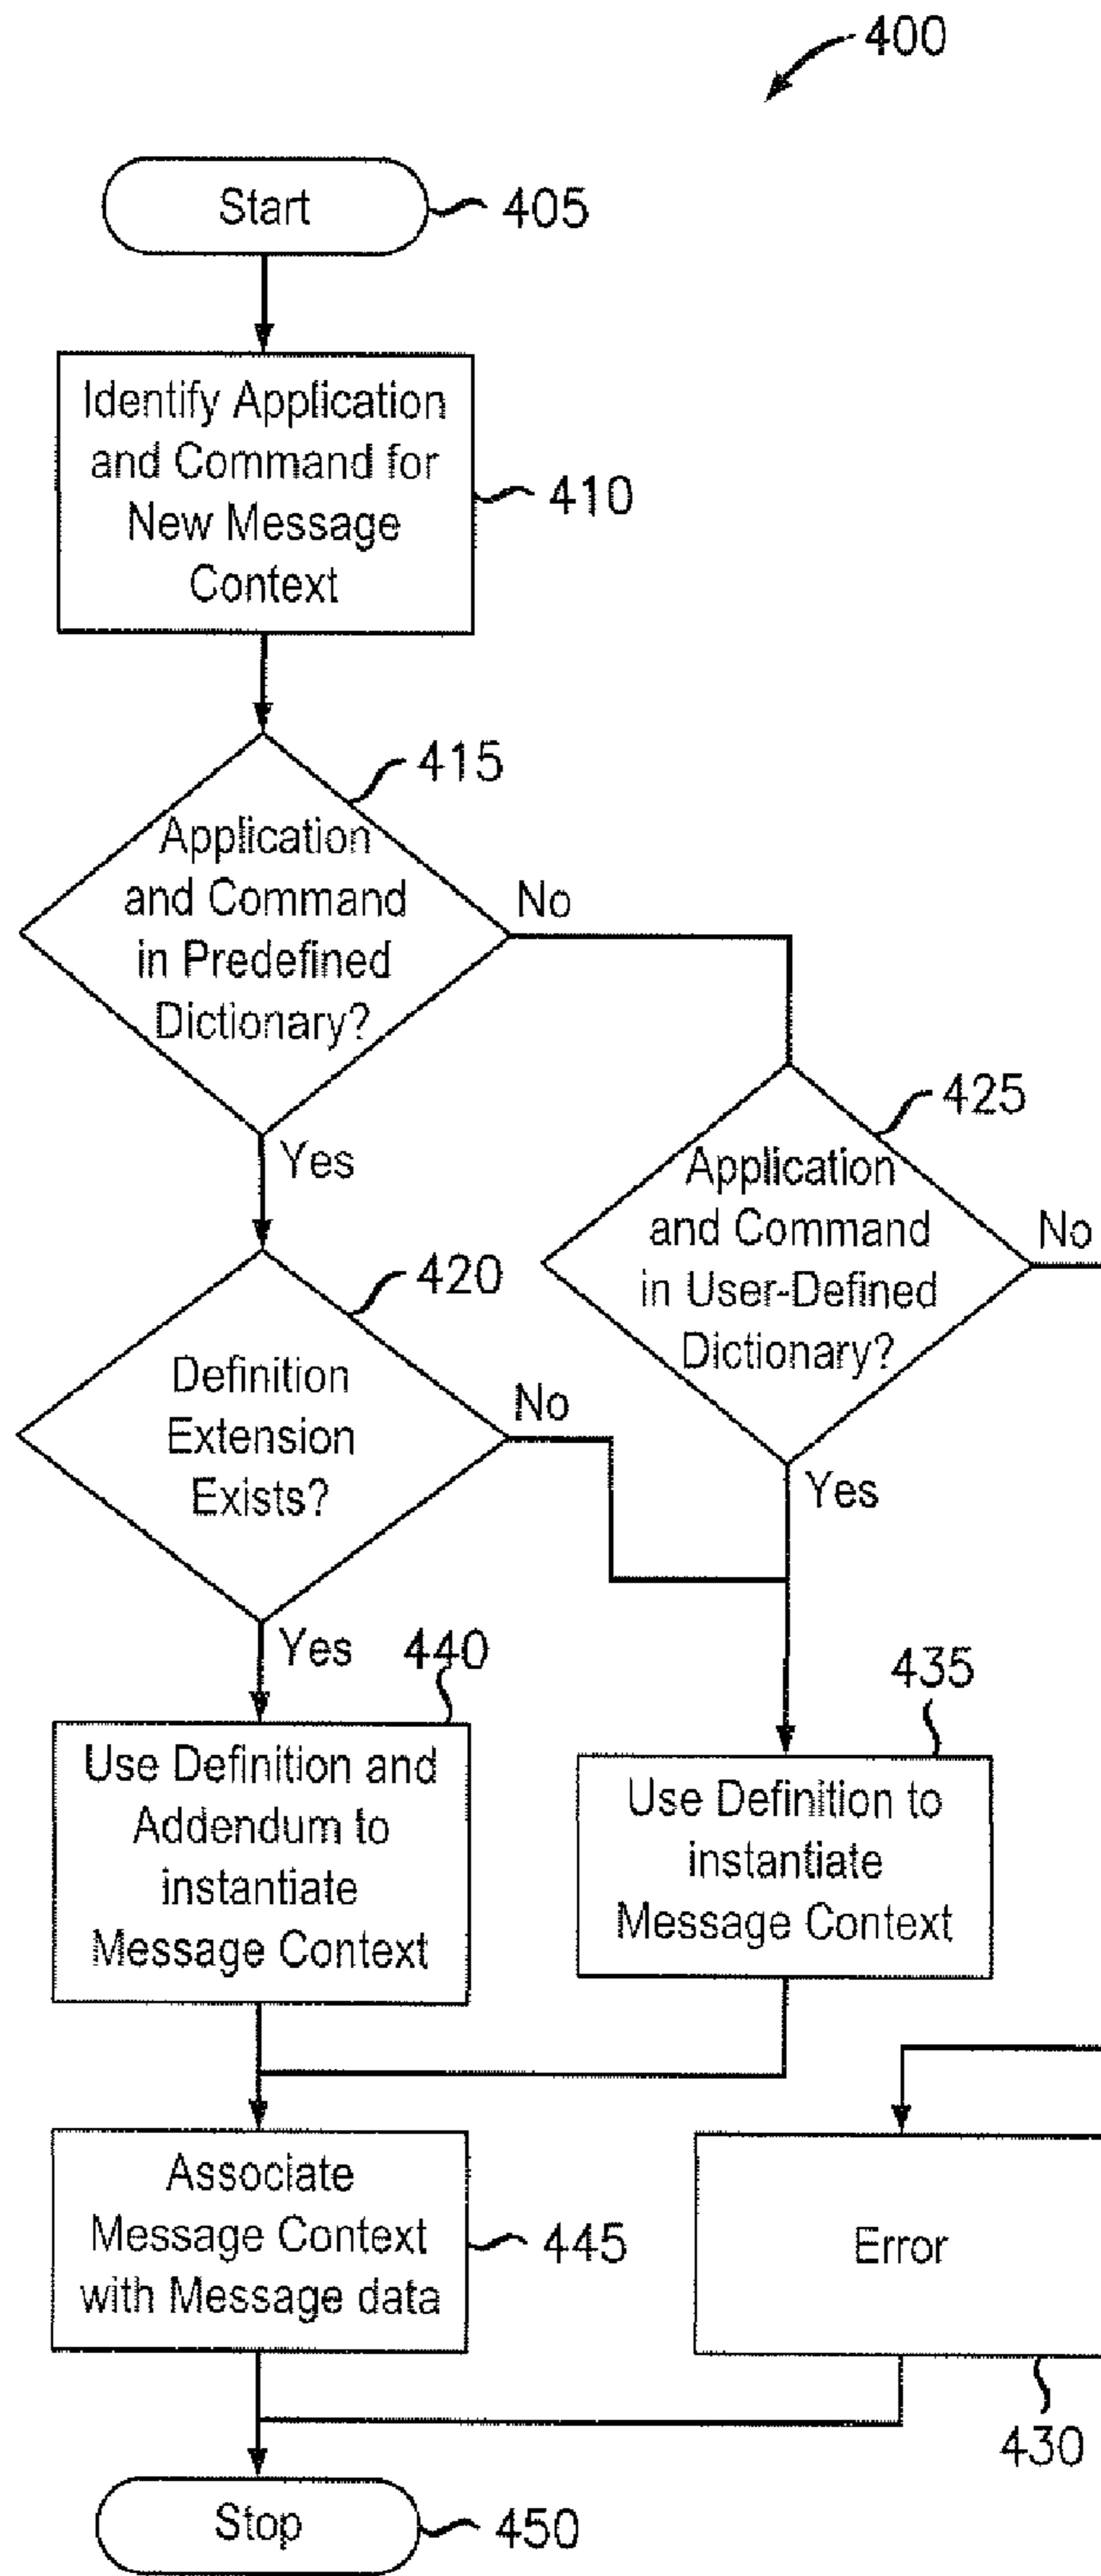 400
Start
405
Identify Application
and Command for
New Message
Context
410
415
Application
and Command
in Predefined
Dictionary?
No
Yes
425
Application
and Command
in User-Defined
Dictionary?
No
Yes
420
Definition
Extension
Exists?
No
Yes
440
Use Definition and
Addendum to
instantiate
Message Context
435
Use Definition to
instantiate
Message Context
Associate
Message Context
with Message data
445
Error
430
Stop
450